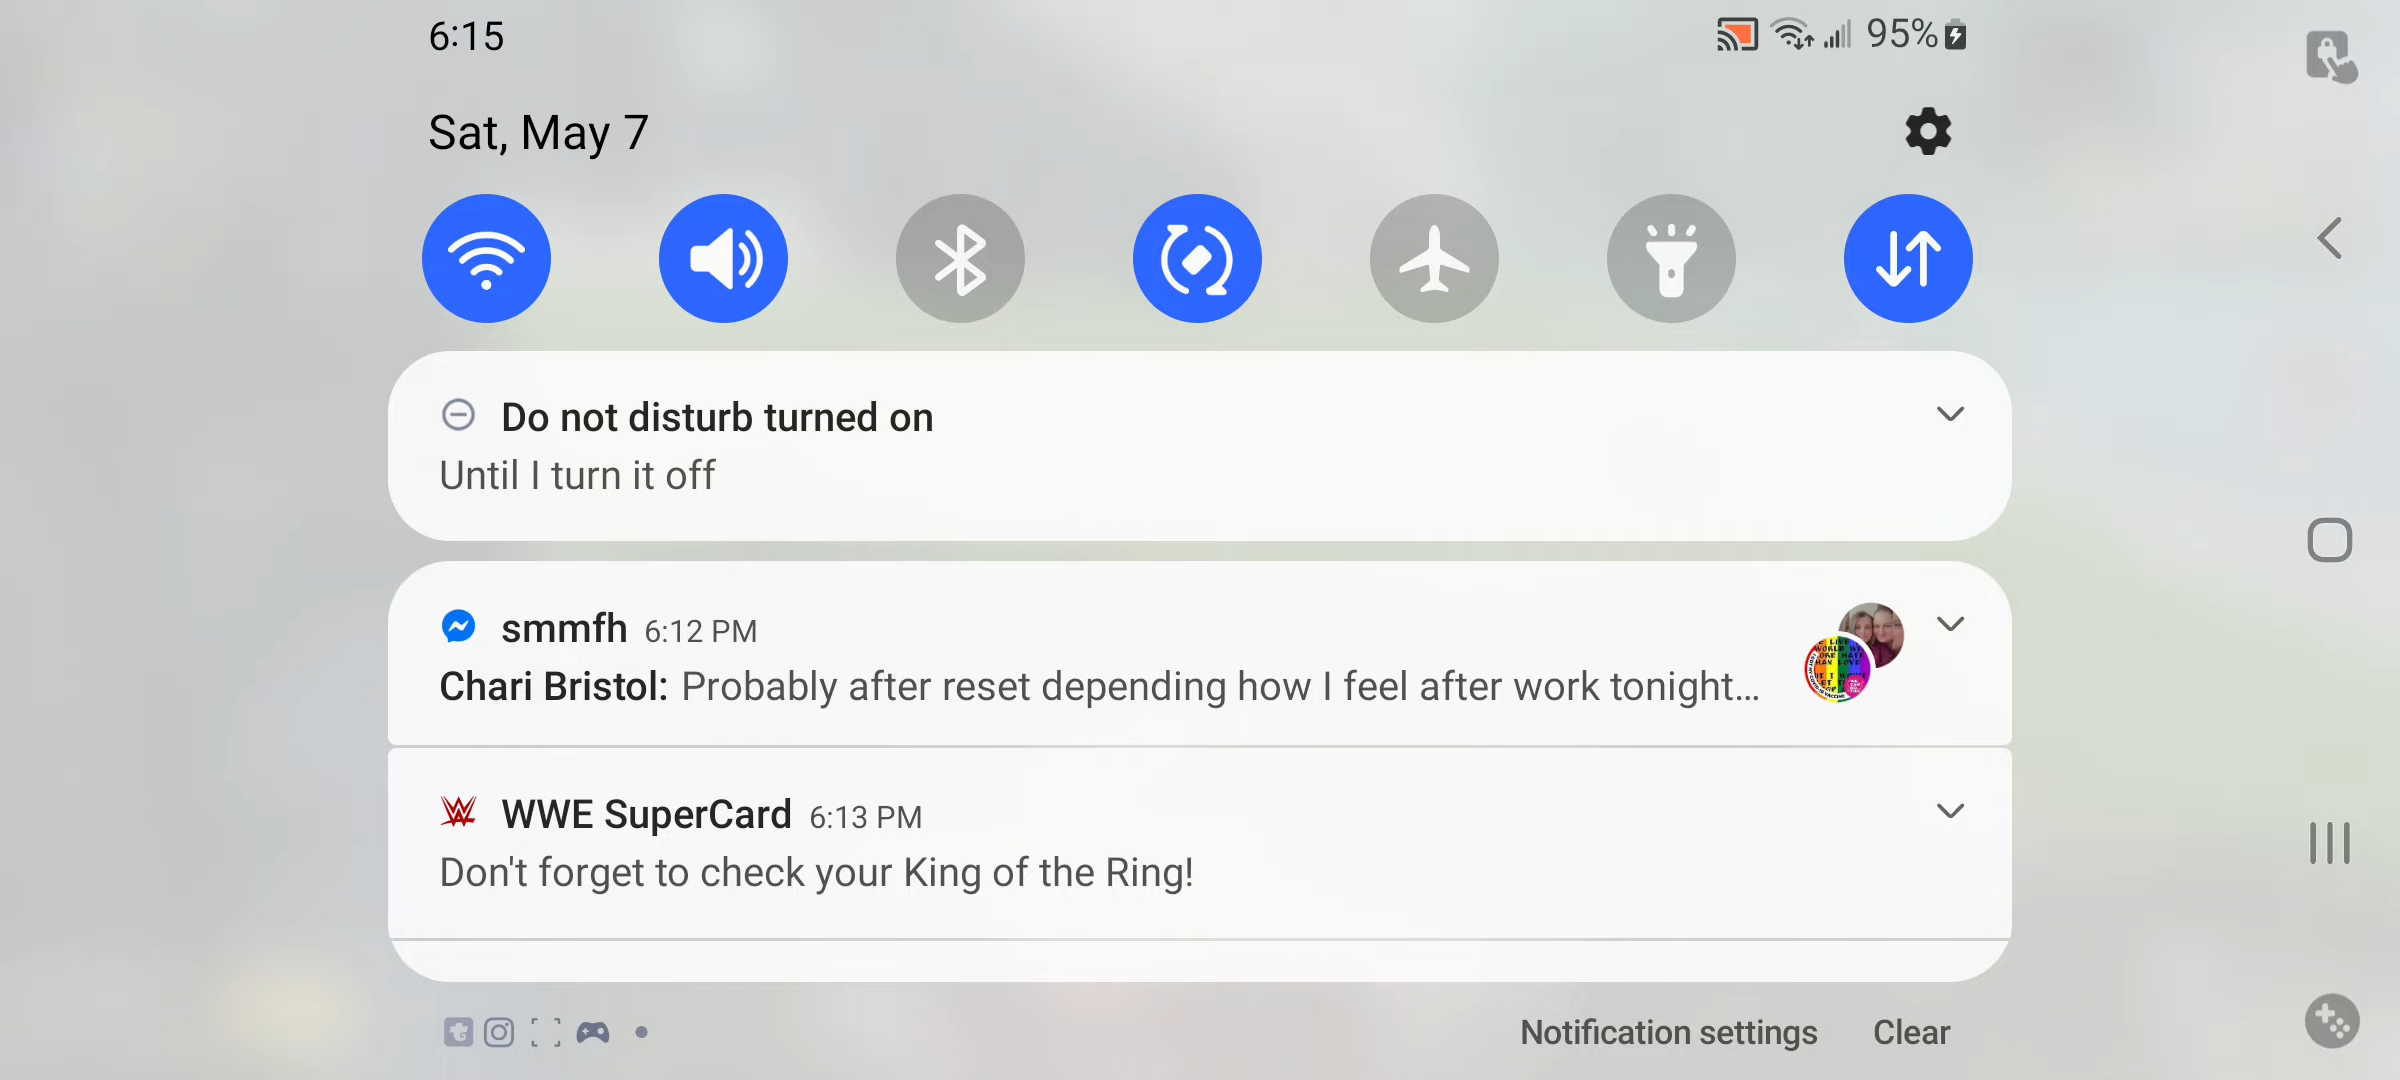 6:15
95%
Sat, May 7
Do not disturb turned on
Until I turn it off
smmfh 6:12 PM
Chari Bristol: Probably after reset depending how I feel after work tonight...
WWE SuperCard 6:13 PM
Don't forget to check your King of the Ring!
Notification settings Clear